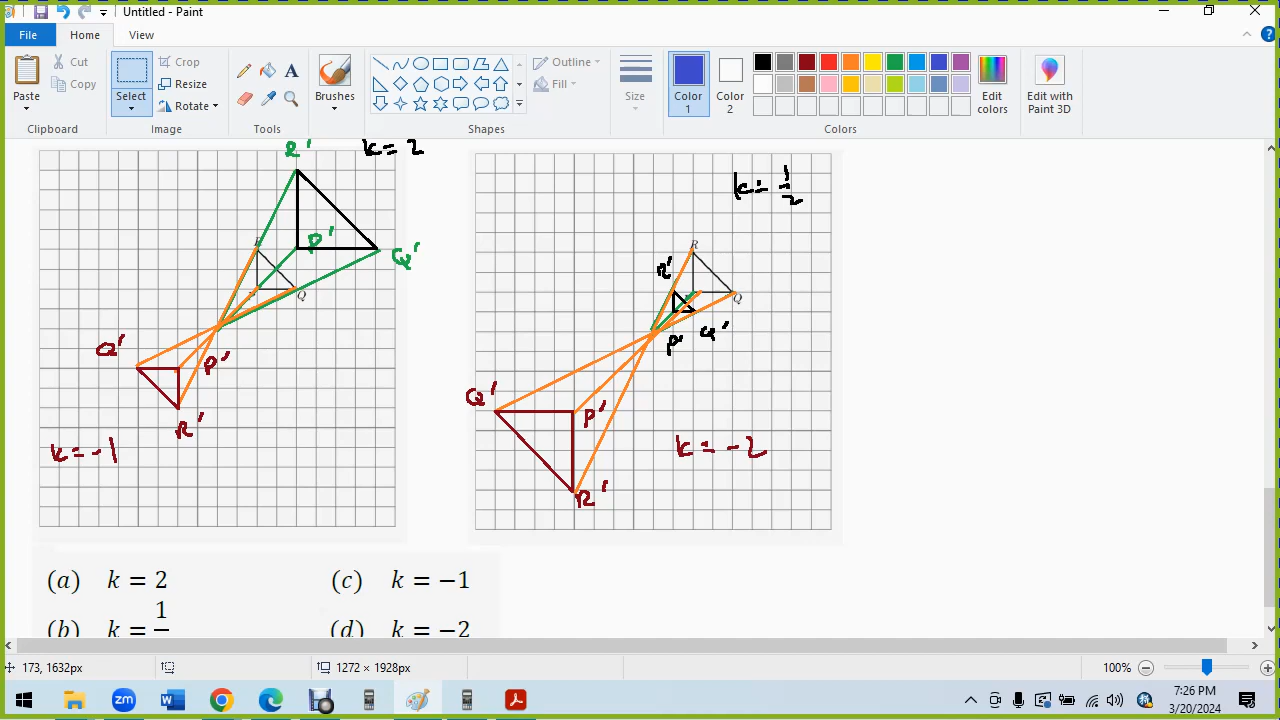 Untitled - Paint
File Home View
Paste
Cut
Copy
Clipboard
Select
Crop
Resize
Rotate
Image
A
Tools
Brushes
Outline
Fill
Shapes
Size
Color 1
Color 2
Edit colors
Colors
Edit with Paint 3D
R'
k = 2
P'
Q'
Q
Q'
P'
R'
k = -1
k = 1/2
R
R'
Q
P'
Q'
Q'
P'
R'
k = -2
(a) k = 2
(c) k = −1
(b) k = 1
(d) k = −2
173, 1632px
1272 × 1928px
100%
zm
W
7:26 PM
3/20/2024